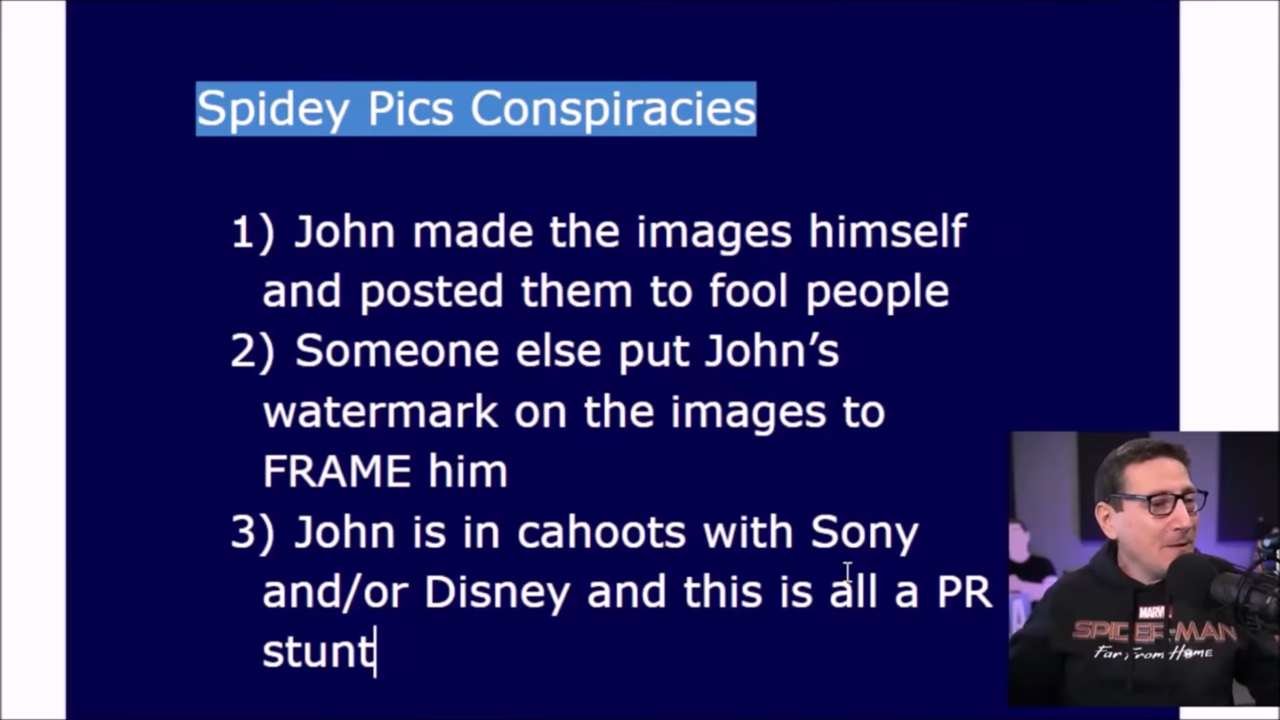 Spidey Pics Conspiracies
1) John made the images himself
and posted them to fool people
2) Someone else put John’s
watermark on the images to
FRAME him
3) John is in cahoots with Sony
and/or Disney and this is all a PR
stunt
MARVEL
SPIDER-MAN
Far From Home